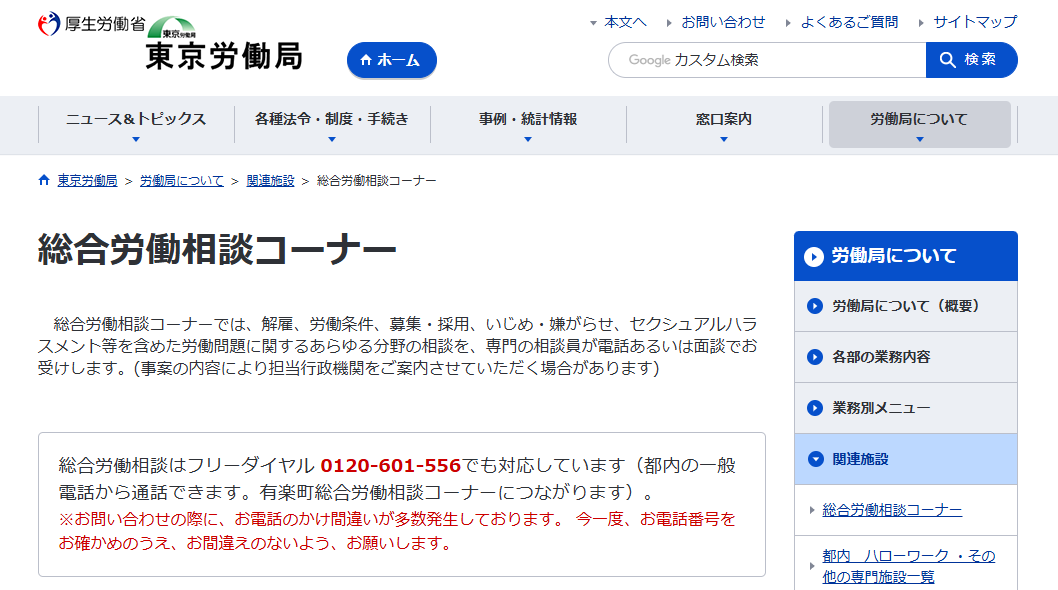 厚生労働省
東京労働局
東京労働局
ホーム
本文へ
お問い合わせ
よくあるご質問
サイトマップ
Google カスタム検索
検索
ニュース＆トピックス
各種法令・制度・手続き
事例・統計情報
窓口案内
労働局について
東京労働局 > 労働局について > 関連施設 > 総合労働相談コーナー
総合労働相談コーナー
総合労働相談コーナーでは、解雇、労働条件、募集・採用、いじめ・嫌がらせ、セクシュアルハラ
スメント等を含めた労働問題に関するあらゆる分野の相談を、専門の相談員が電話あるいは面談でお
受けします。(事案の内容により担当行政機関をご案内させていただく場合があります)
総合労働相談はフリーダイヤル 0120-601-556でも対応しています（都内の一般
電話から通話できます。有楽町総合労働相談コーナーにつながります）。
※お問い合わせの際に、お電話のかけ間違いが多数発生しております。 今一度、お電話番号を
お確かめのうえ、お間違えのないよう、お願いします。
労働局について
労働局について（概要）
各部の業務内容
業務別メニュー
関連施設
総合労働相談コーナー
都内　ハローワーク ・その
他の専門施設一覧